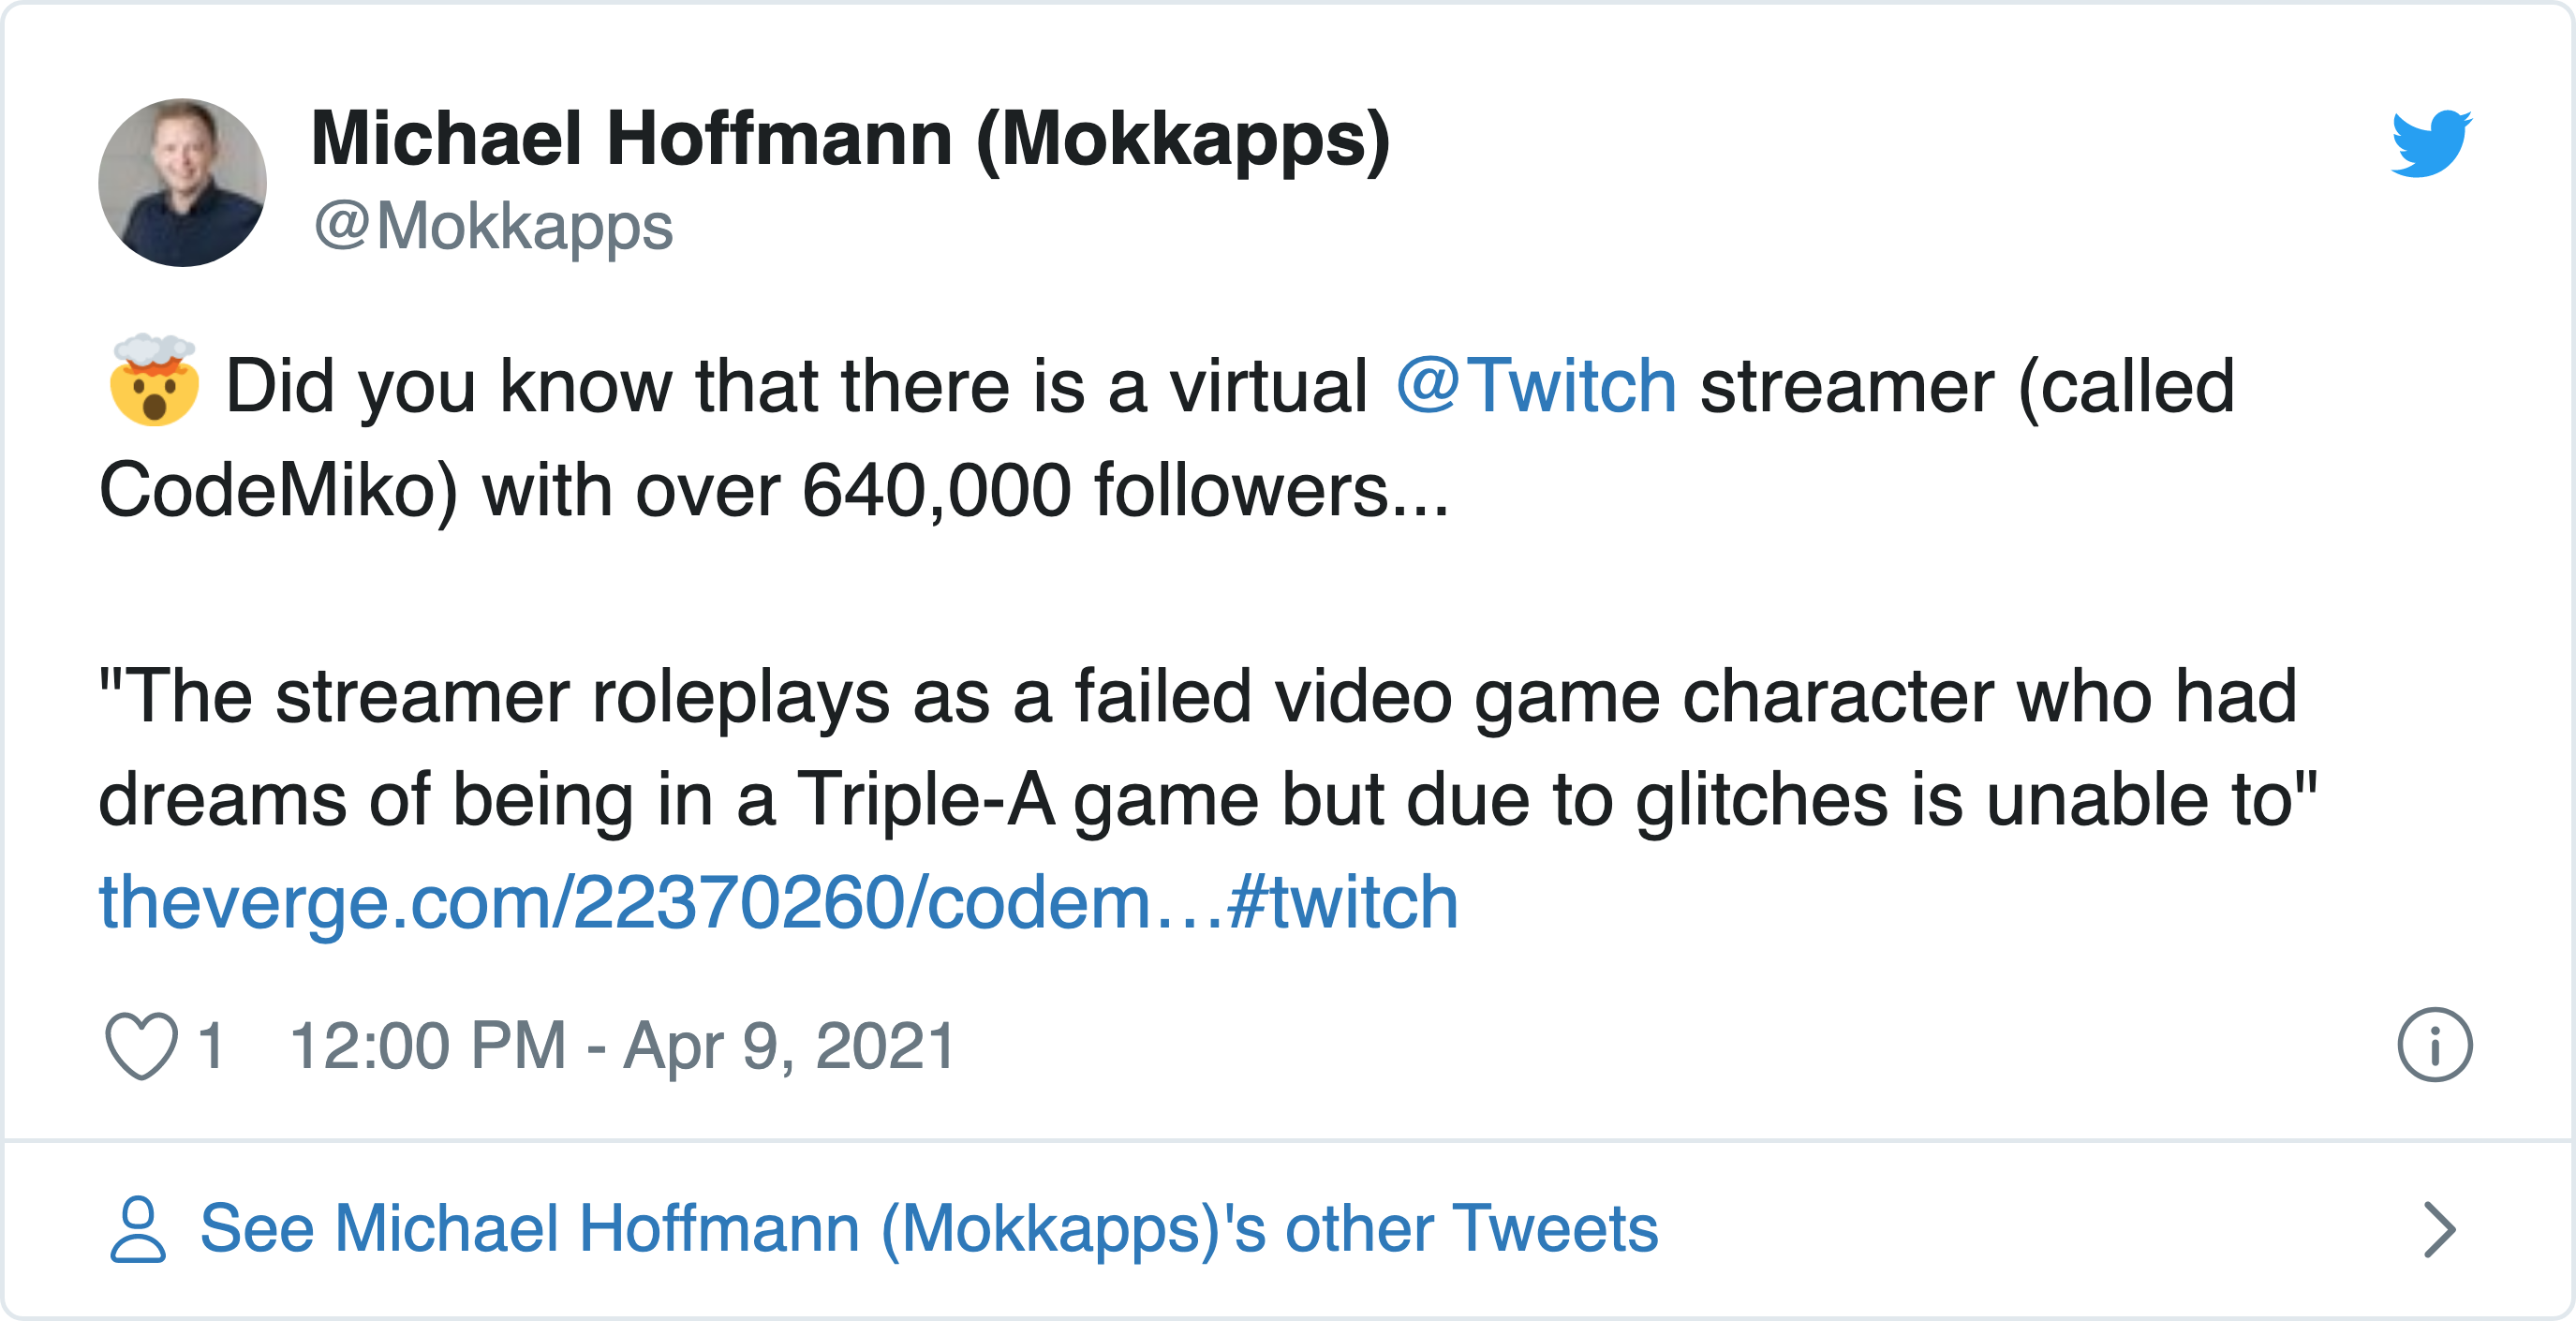 Michael Hoffmann (Mokkapps)
@Mokkapps
🤯 Did you know that there is a virtual @Twitch streamer (called
CodeMiko) with over 640,000 followers...
"The streamer roleplays as a failed video game character who had
dreams of being in a Triple-A game but due to glitches is unable to"
theverge.com/22370260/codem…#twitch
1 12:00 PM - Apr 9, 2021
See Michael Hoffmann (Mokkapps)'s other Tweets